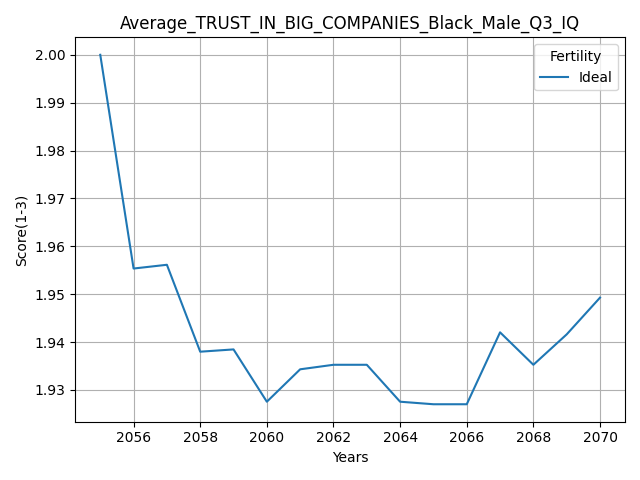 Average_TRUST_IN_BIG_COMPANIES_Black_Male_Q3_IQ
Fertility
Ideal
2.00
1.99
1.98
1.97
1.96
1.95
1.94
1.93
Score(1-3)
2056 2058 2060 2062 2064 2066 2068 2070
Years